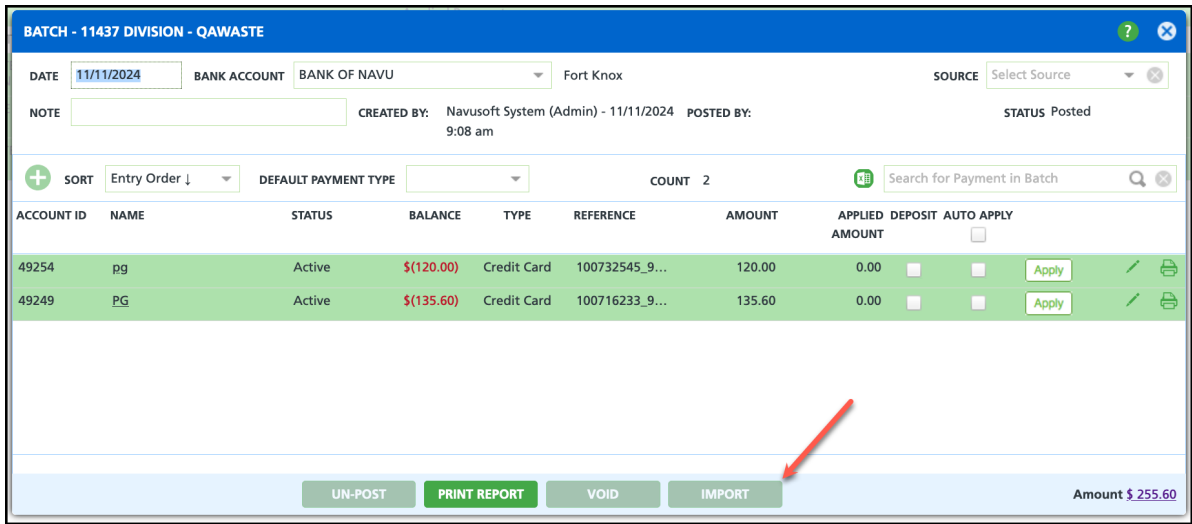 BATCH - 11437 DIVISION - QAWASTE ?
DATE 11/11/2024 BANK ACCOUNT BANK OF NAVU Fort Knox SOURCE Select Source
NOTE CREATED BY: Navusoft System (Admin) - 11/11/2024 POSTED BY: STATUS Posted
9:08 am
SORT Entry Order ↓ DEFAULT PAYMENT TYPE COUNT 2 Search for Payment in Batch
ACCOUNT ID NAME STATUS BALANCE TYPE REFERENCE AMOUNT APPLIED DEPOSIT AUTO APPLY
AMOUNT
49254 pg Active $(120.00) Credit Card 100732545_9... 120.00 0.00 Apply
49249 PG Active $(135.60) Credit Card 100716233_9... 135.60 0.00 Apply
UN-POST PRINT REPORT VOID IMPORT Amount $ 255.60